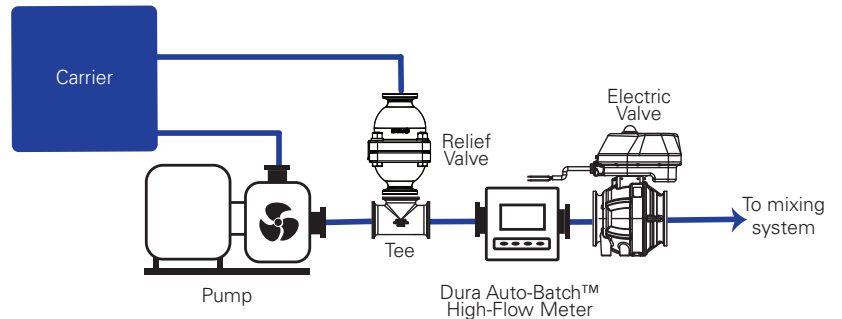 Carrier
Electric
Valve
Relief
Valve
To mixing
system
Tee
Pump
Dura Auto-Batch™
High-Flow Meter